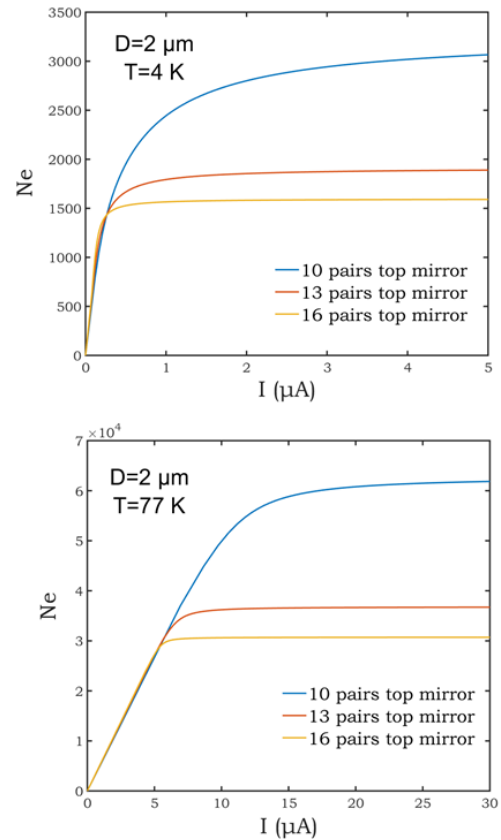 3500
D=2 µm
T=4 K
3000
2500
2000
Ne
1500
1000
500
0
10 pairs top mirror
13 pairs top mirror
16 pairs top mirror
0 1 2 3 4 5
I (µA)
7 ×10⁴
D=2 µm
T=77 K
6
5
4
Ne
3
2
1
0
10 pairs top mirror
13 pairs top mirror
16 pairs top mirror
0 5 10 15 20 25 30
I (µA)